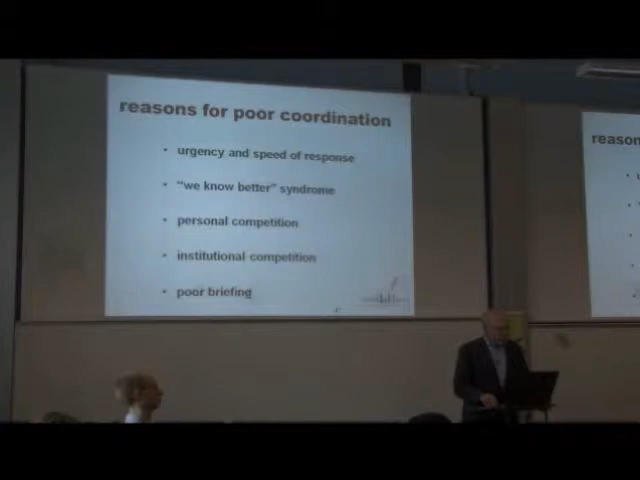 reasons for poor coordination
• urgency and speed of response
• "we know better" syndrome
• personal competition
• institutional competition
• poor briefing
reason